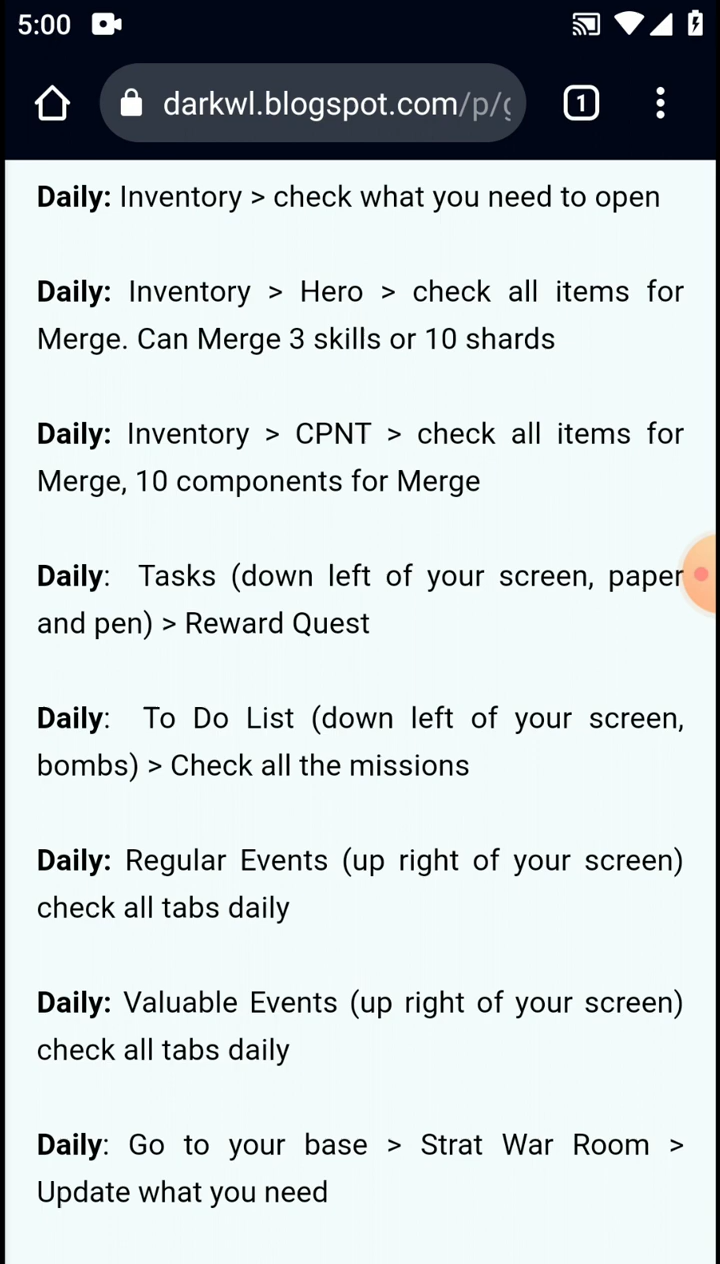 5:00
darkwl.blogspot.com/p/
1
Daily: Inventory > check what you need to open
Daily: Inventory > Hero > check all items for
Merge. Can Merge 3 skills or 10 shards
Daily: Inventory > CPNT > check all items for
Merge, 10 components for Merge
Daily: Tasks (down left of your screen, paper
and pen) > Reward Quest
Daily: To Do List (down left of your screen,
bombs) > Check all the missions
Daily: Regular Events (up right of your screen)
check all tabs daily
Daily: Valuable Events (up right of your screen)
check all tabs daily
Daily: Go to your base > Strat War Room >
Update what you need